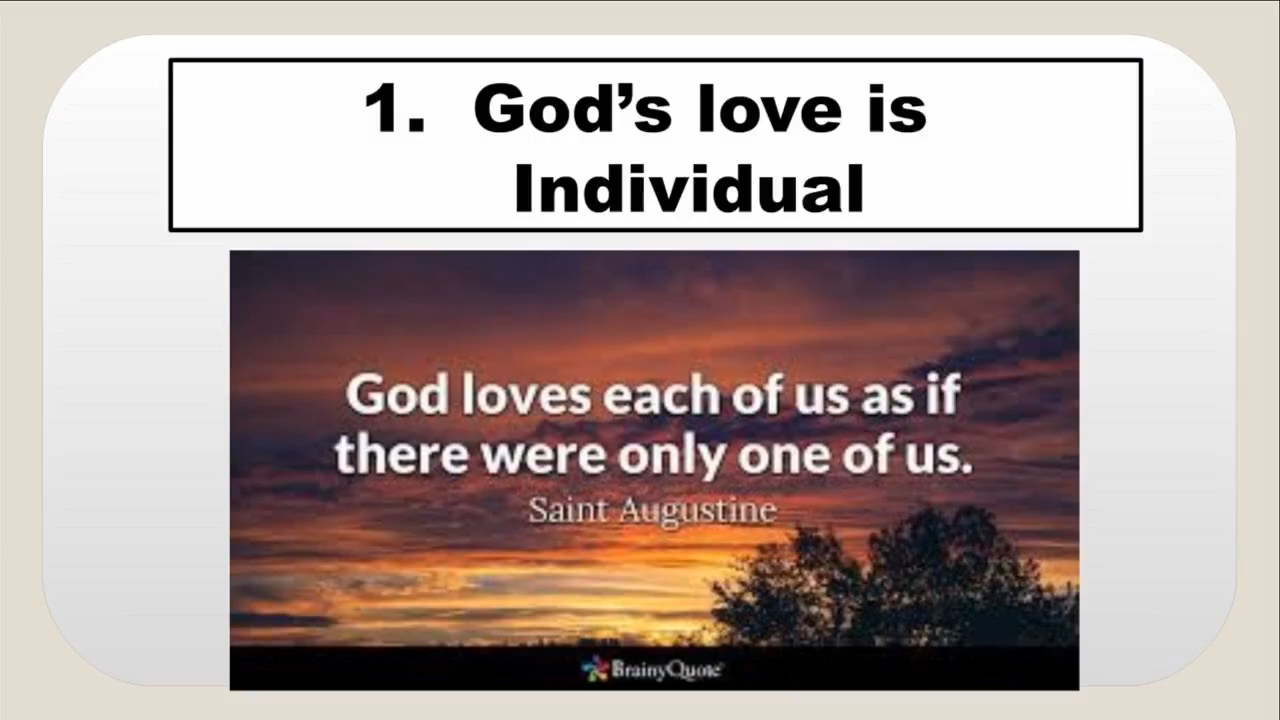 1. God’s love is
Individual
God loves each of us as if
there were only one of us.
Saint Augustine
BrainyQuote